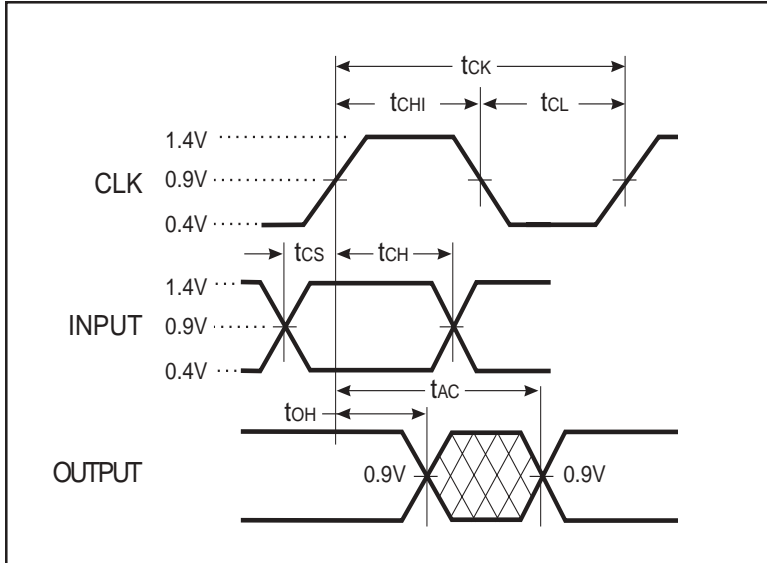 tCK
tCHI tCL
1.4V
CLK 0.9V
0.4V
tCS tCH
1.4V
INPUT 0.9V
0.4V
tAC
tOH
OUTPUT 0.9V 0.9V